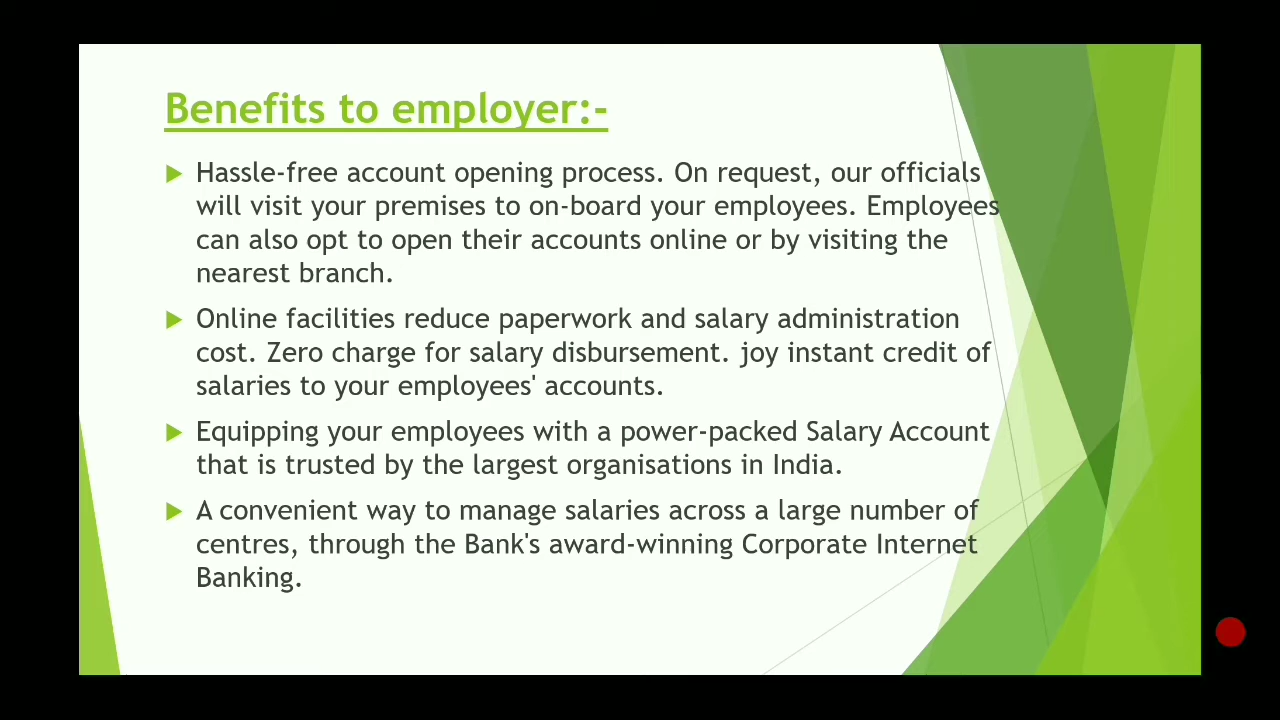 Benefits to employer:-
Hassle-free account opening process. On request, our officials
will visit your premises to on-board your employees. Employees
can also opt to open their accounts online or by visiting the
nearest branch.
Online facilities reduce paperwork and salary administration
cost. Zero charge for salary disbursement. joy instant credit of
salaries to your employees' accounts.
Equipping your employees with a power-packed Salary Account
that is trusted by the largest organisations in India.
A convenient way to manage salaries across a large number of
centres, through the Bank's award-winning Corporate Internet
Banking.